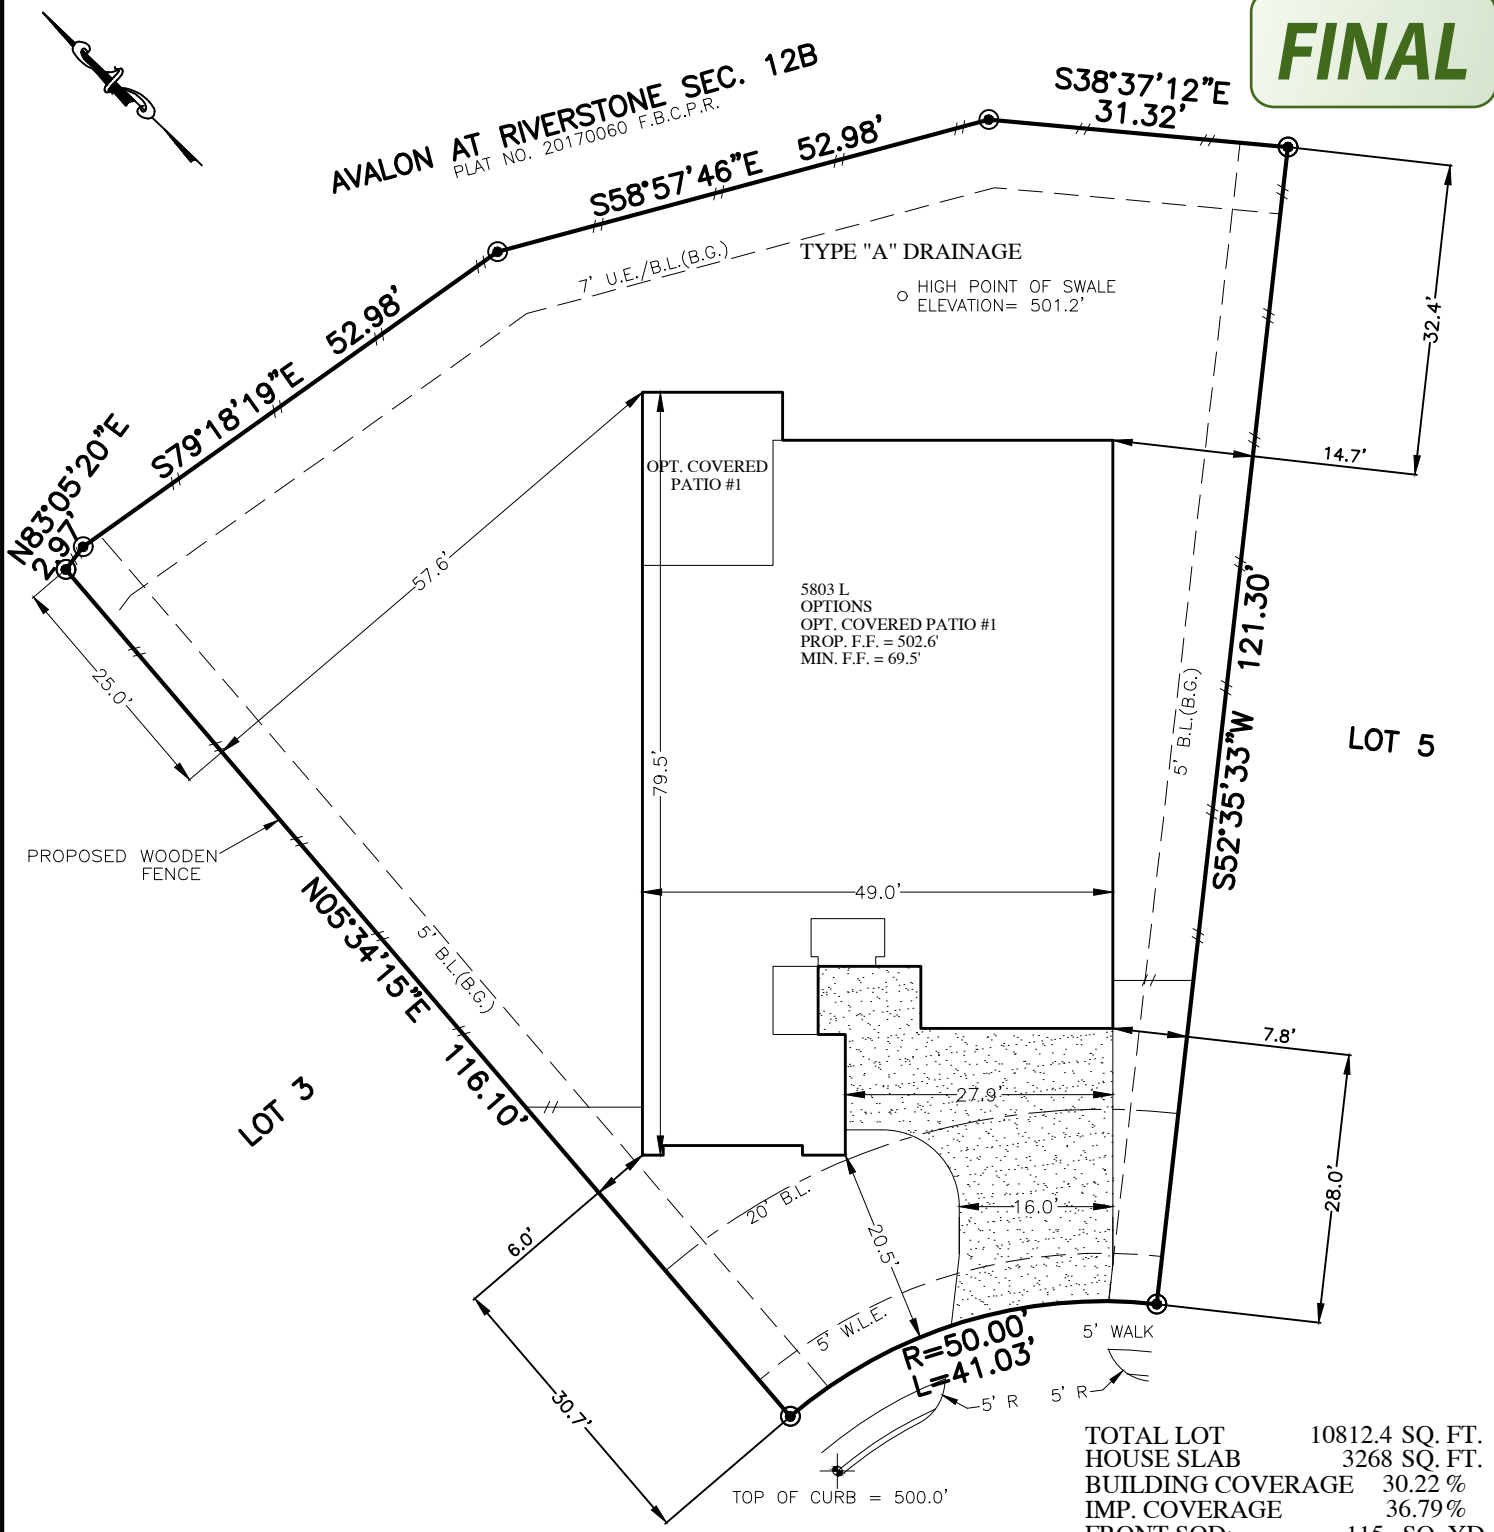 FINAL
AVALON AT RIVERSTONE SEC. 12B
PLAT NO. 20170060 F.B.C.P.R.
S38°37'12"E
31.32'
S58°57'46"E 52.98'
7' U.E./B.L.(B.G.)
TYPE "A" DRAINAGE
HIGH POINT OF SWALE
ELEVATION= 501.2'
32.4'
S79°18'19"E 52.98'
N83°05'20"E
2.97'
14.7'
OPT. COVERED
PATIO #1
57.6'
5803 L
OPTIONS
OPT. COVERED PATIO #1
PROP. F.F. = 502.6'
MIN. F.F. = 69.5'
25.0'
S52°35'33"W 121.30'
5' B.L.(B.G.)
LOT 5
79.5'
PROPOSED WOODEN
FENCE
49.0'
N05°34'15"E 116.10'
5' B.L.(B.G.)
7.8'
27.9'
LOT 3
20' B.L.
16.0'
28.0'
6.0'
20.5'
5' W.L.E.
R=50.00'
L=41.03'
5' WALK
5' R
5' R
30.7'
TOP OF CURB = 500.0'
TOTAL LOT 10812.4 SQ. FT.
HOUSE SLAB 3268 SQ. FT.
BUILDING COVERAGE 30.22 %
IMP. COVERAGE 36.79%
FRONT SOD: 115 SQ. YD